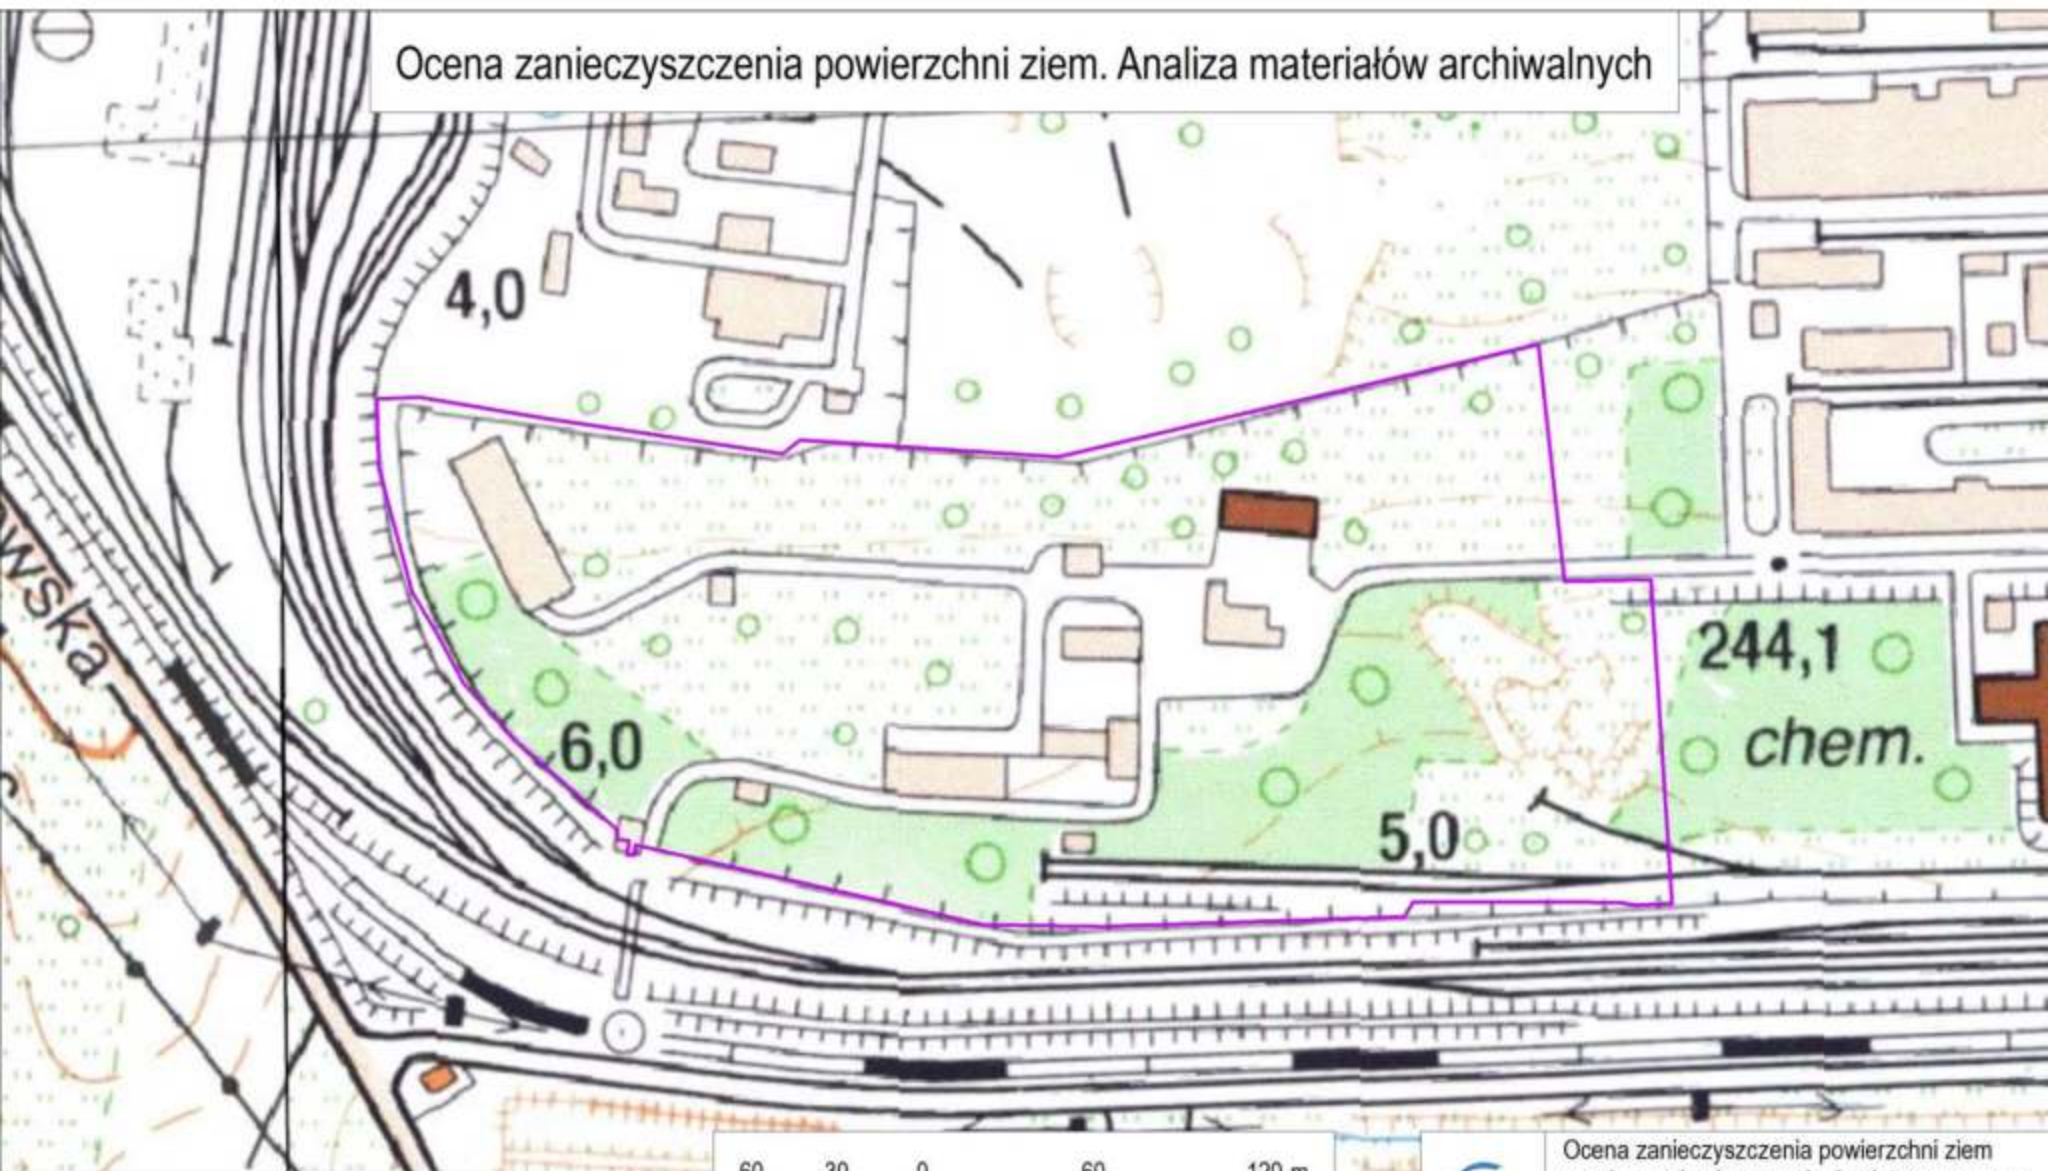 Ocena zanieczyszczenia powierzchni ziem. Analiza materiałów archiwalnych
4,0
wska
6,0
244,1
chem.
5,0
60 30 0 60 120 m
Ocena zanieczyszczenia powierzchni ziem